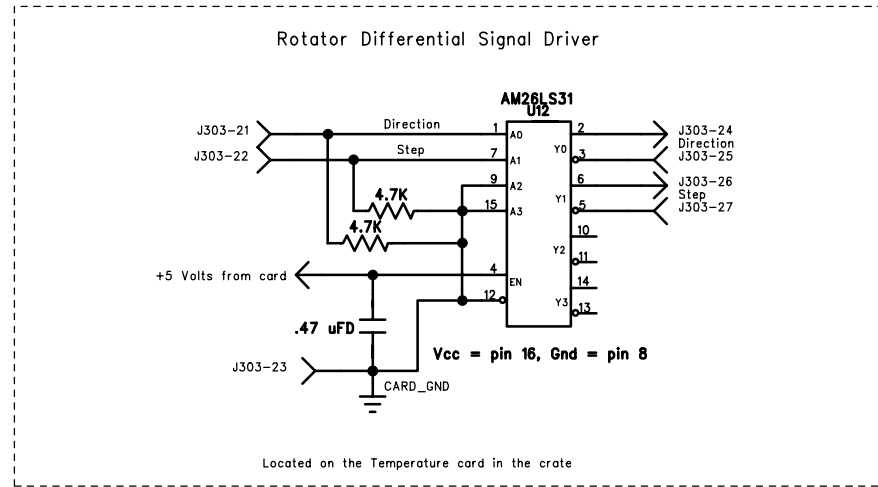 Rotator Differential Signal Driver
AM26LS31
U12
J303-21
Direction
1
A0
2
J303-24
Y0
Direction
J303-22
Step
7
A1
3
J303-25
9
A2
6
J303-26
4.7K
Y1
Step
15
A3
5
J303-27
4.7K
10
Y2
11
+5 Volts from card
4
EN
14
12
Y3
13
.47 uFD
Vcc = pin 16, Gnd = pin 8
J303-23
CARD_GND
Located on the Temperature card in the crate